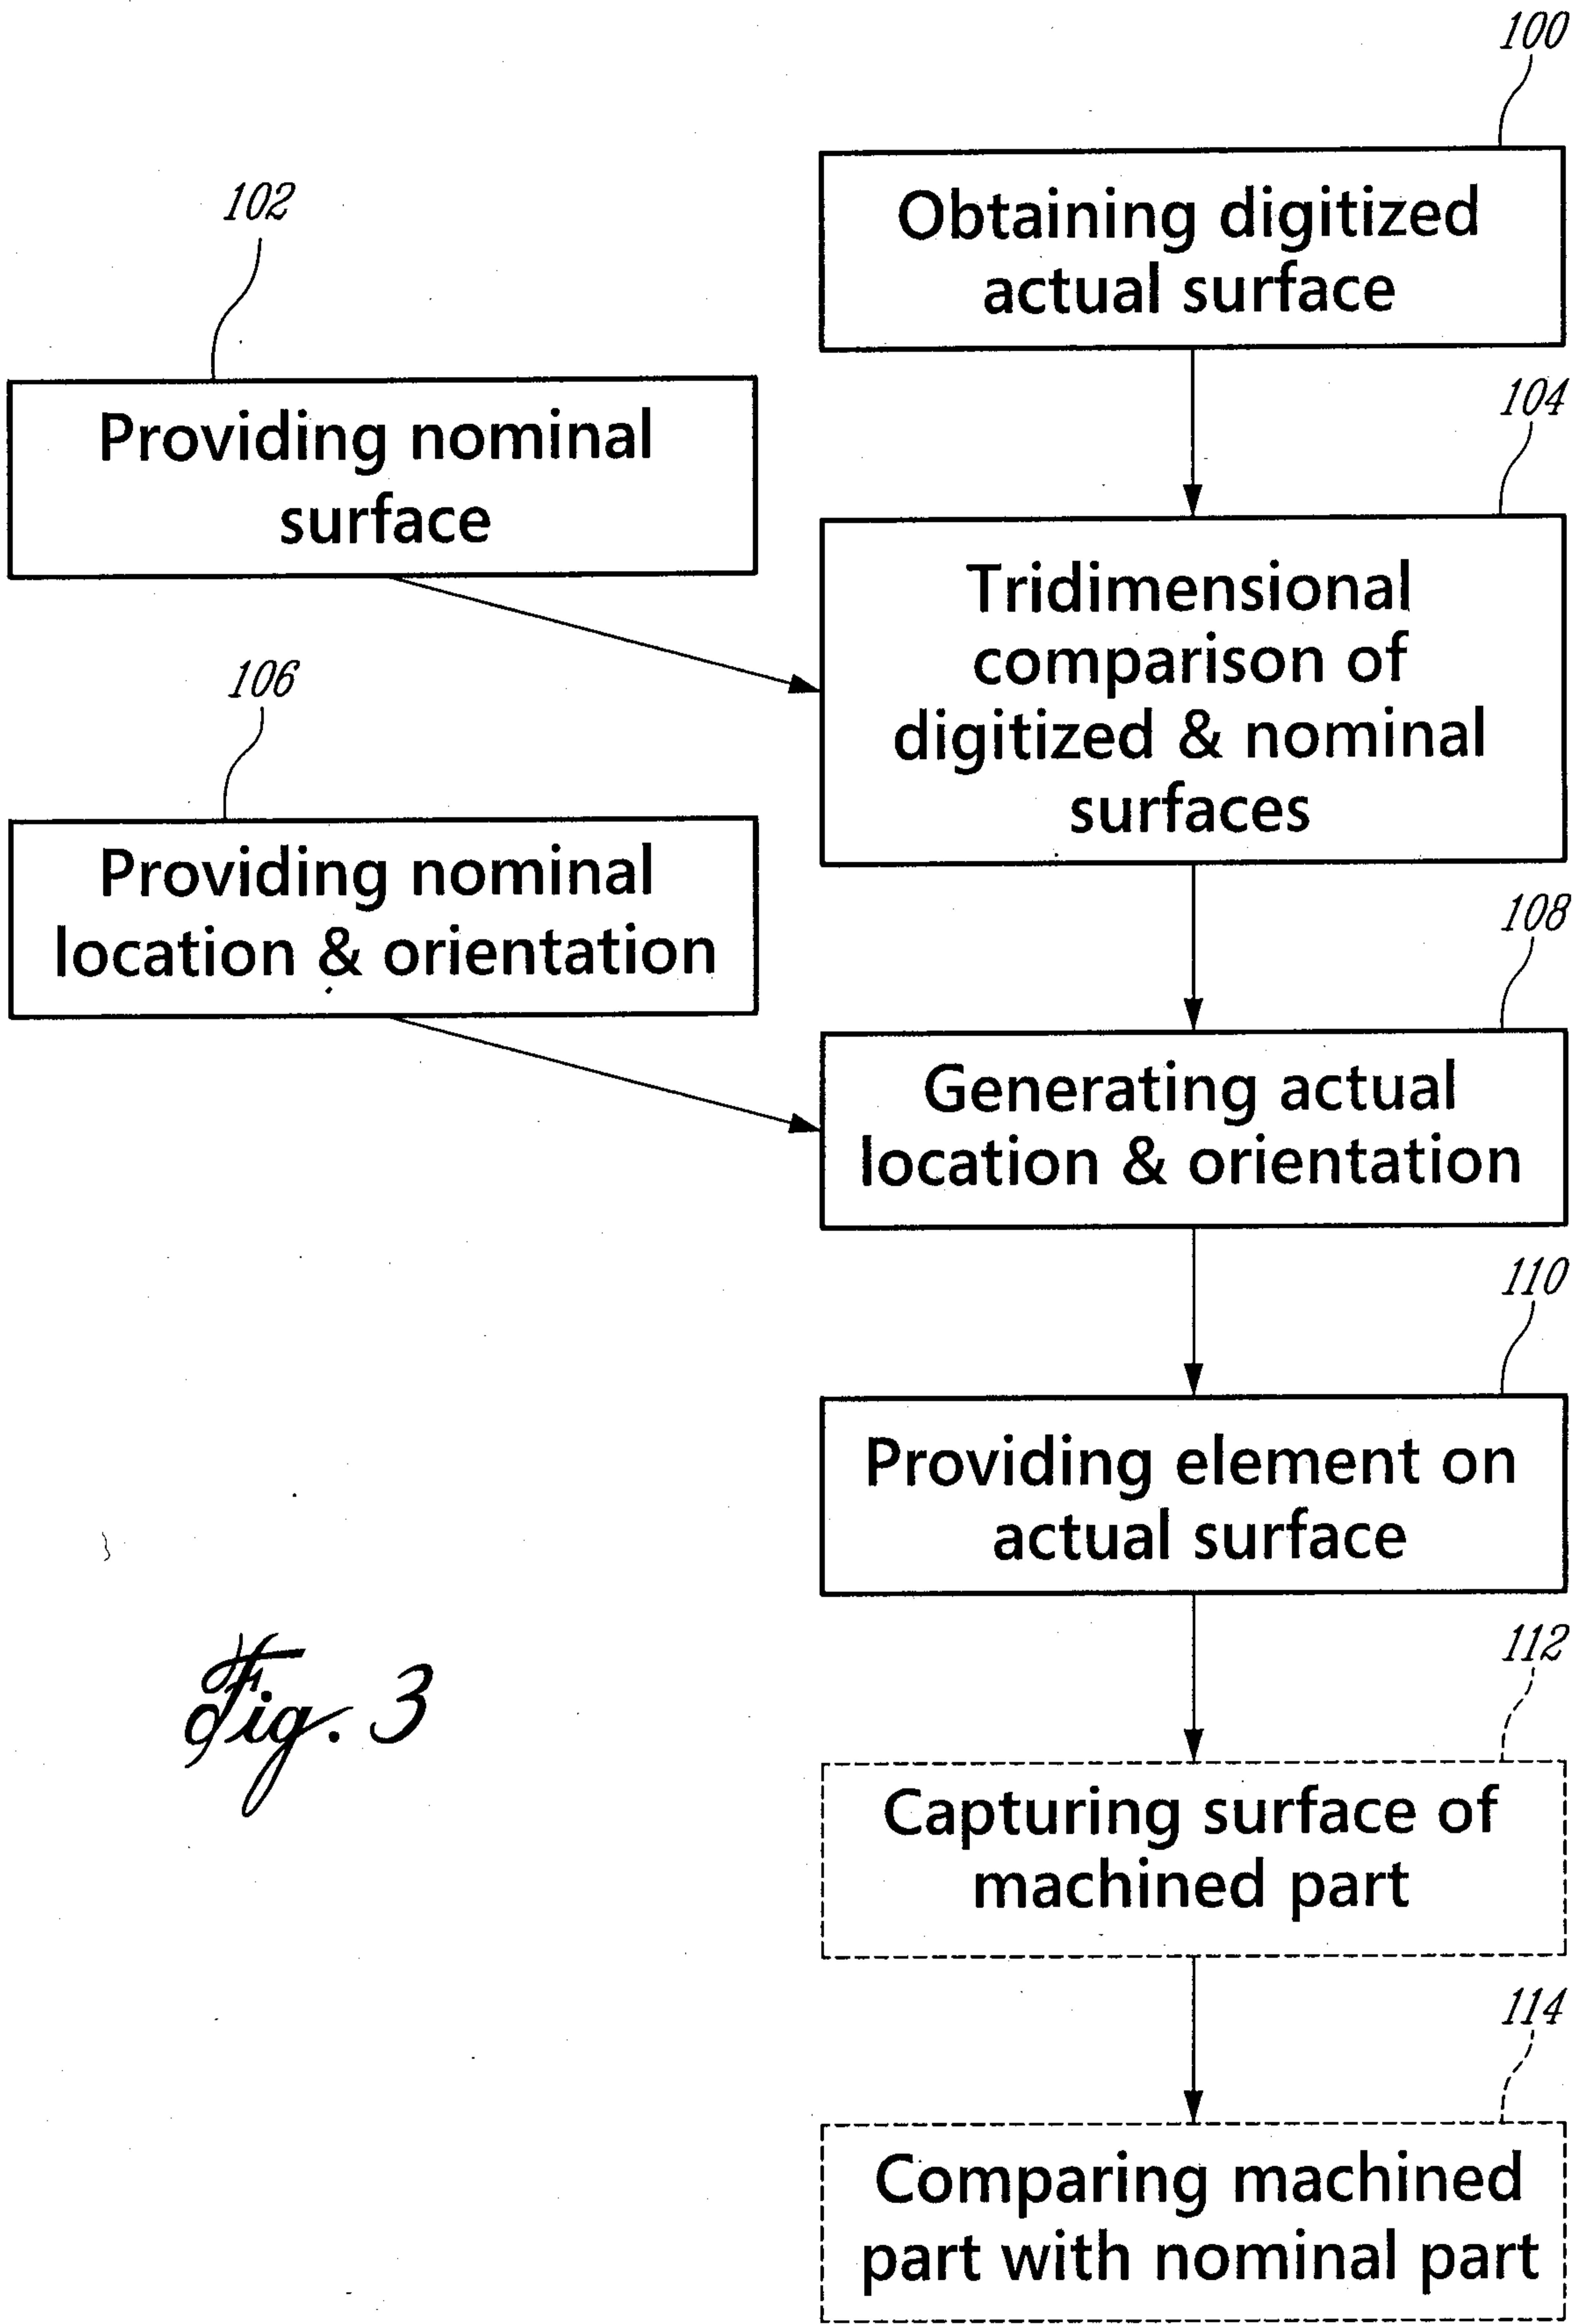 100
Obtaining digitized
actual surface
102
Providing nominal
surface
104
Tridimensional
comparison of
digitized & nominal
surfaces
106
Providing nominal
location & orientation
108
Generating actual
location & orientation
110
Providing element on
actual surface
112
Capturing surface of
machined part
114
Comparing machined
part with nominal part
Fig. 3